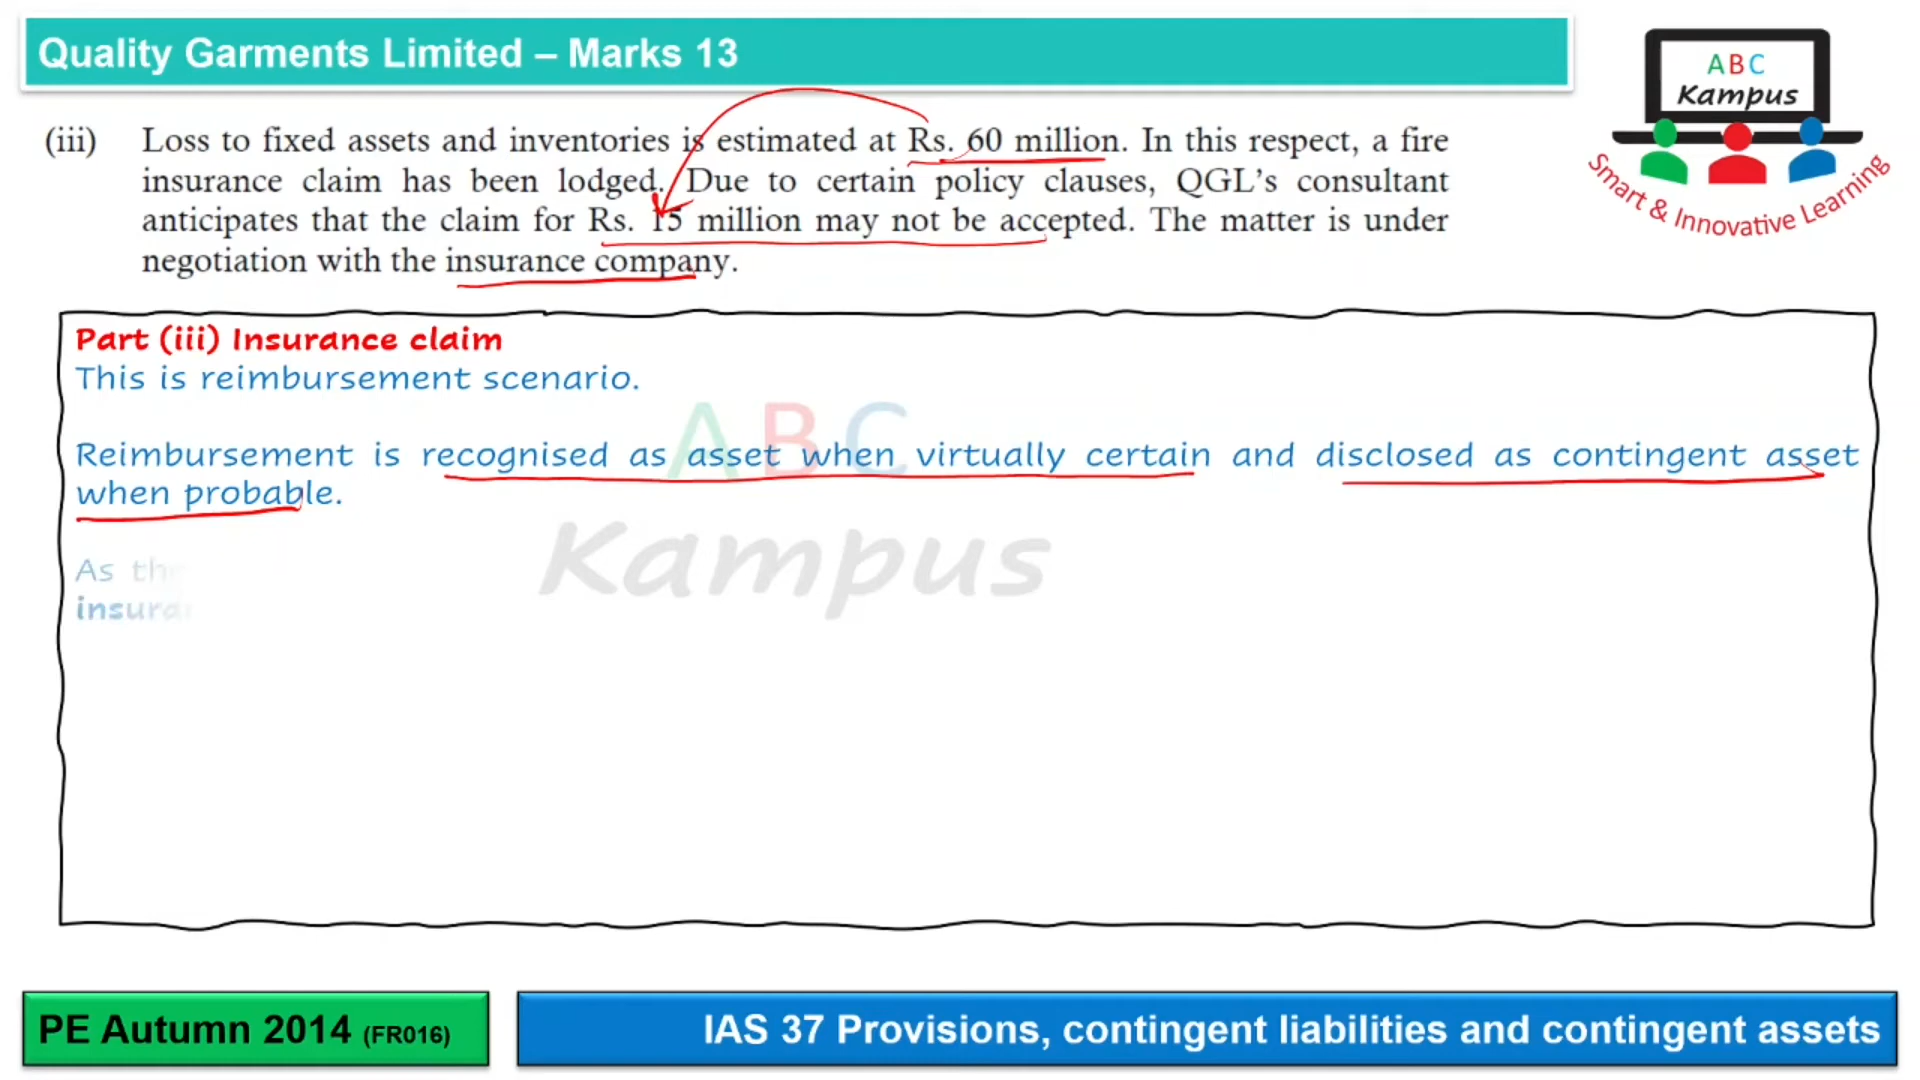 Quality Garments Limited – Marks 13
ABC
Kampus
Smart & Innovative Learning
(iii) Loss to fixed assets and inventories is estimated at Rs. 60 million. In this respect, a fire
insurance claim has been lodged. Due to certain policy clauses, QGL's consultant
anticipates that the claim for Rs. 15 million may not be accepted. The matter is under
negotiation with the insurance company.
Part (iii) Insurance claim
This is reimbursement scenario.
Reimbursement is recognised as asset when virtually certain and disclosed as contingent asset
when probable.
ABC
Kampus
As
PE Autumn 2014 (FR016)
IAS 37 Provisions, contingent liabilities and contingent assets